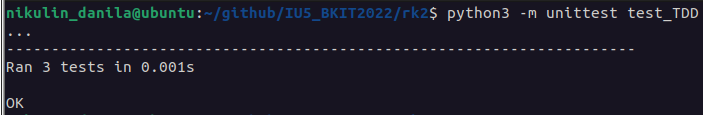 nikulin_danila@ubuntu:~/github/IU5_BKIT2022/rk2$ python3 -m unittest test_TDD
...
----------------------------------------------------------------------
Ran 3 tests in 0.001s
OK